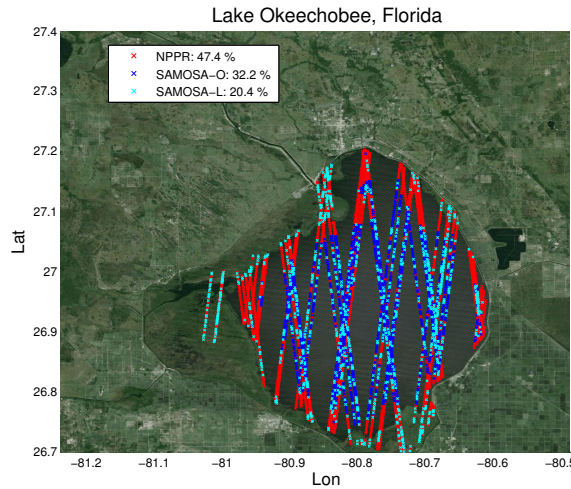 Lake Okeechobee, Florida
27.4
NPPR: 47.4 %
SAMOSA-O: 32.2 %
SAMOSA-L: 20.4 %
27.3
27.2
27.1
Lat
27
26.9
26.8
26.7
−81.2 −81.1 −81 −80.9 −80.8 −80.7 −80.6 −80.5
Lon